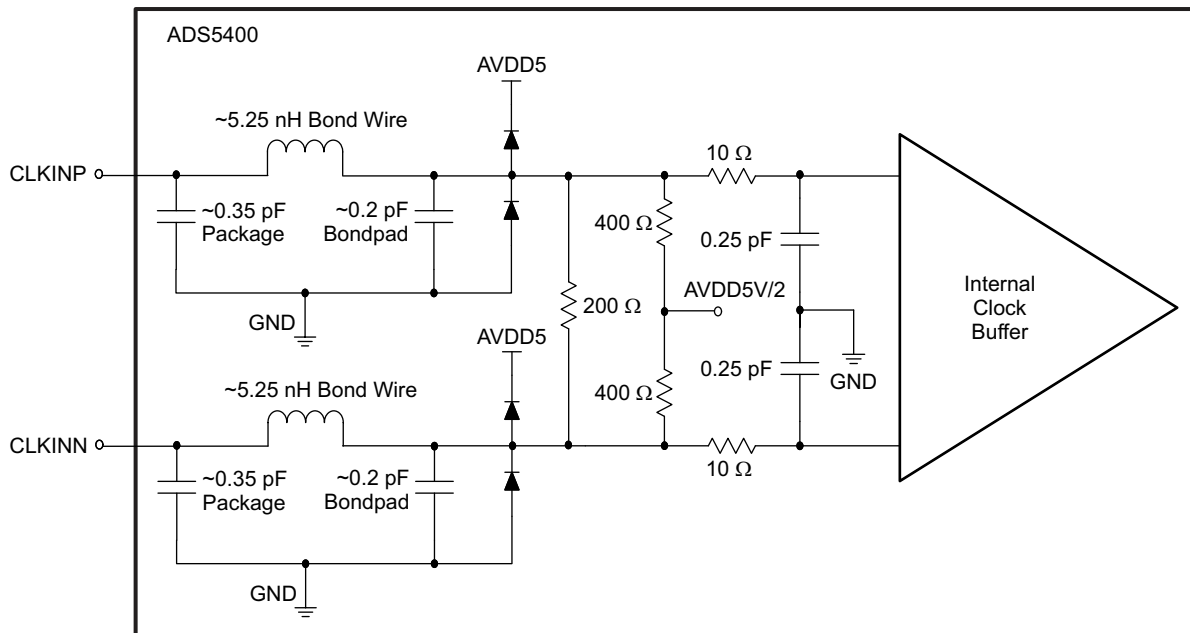 ADS5400
AVDD5
~5.25 nH Bond Wire
CLKINP
10 Ω
~0.35 pF
Package
~0.2 pF
Bondpad
400 Ω
0.25 pF
200 Ω
AVDD5V/2
Internal
Clock
Buffer
GND
AVDD5
GND
0.25 pF
~5.25 nH Bond Wire
400 Ω
CLKINN
10 Ω
~0.35 pF
Package
~0.2 pF
Bondpad
GND